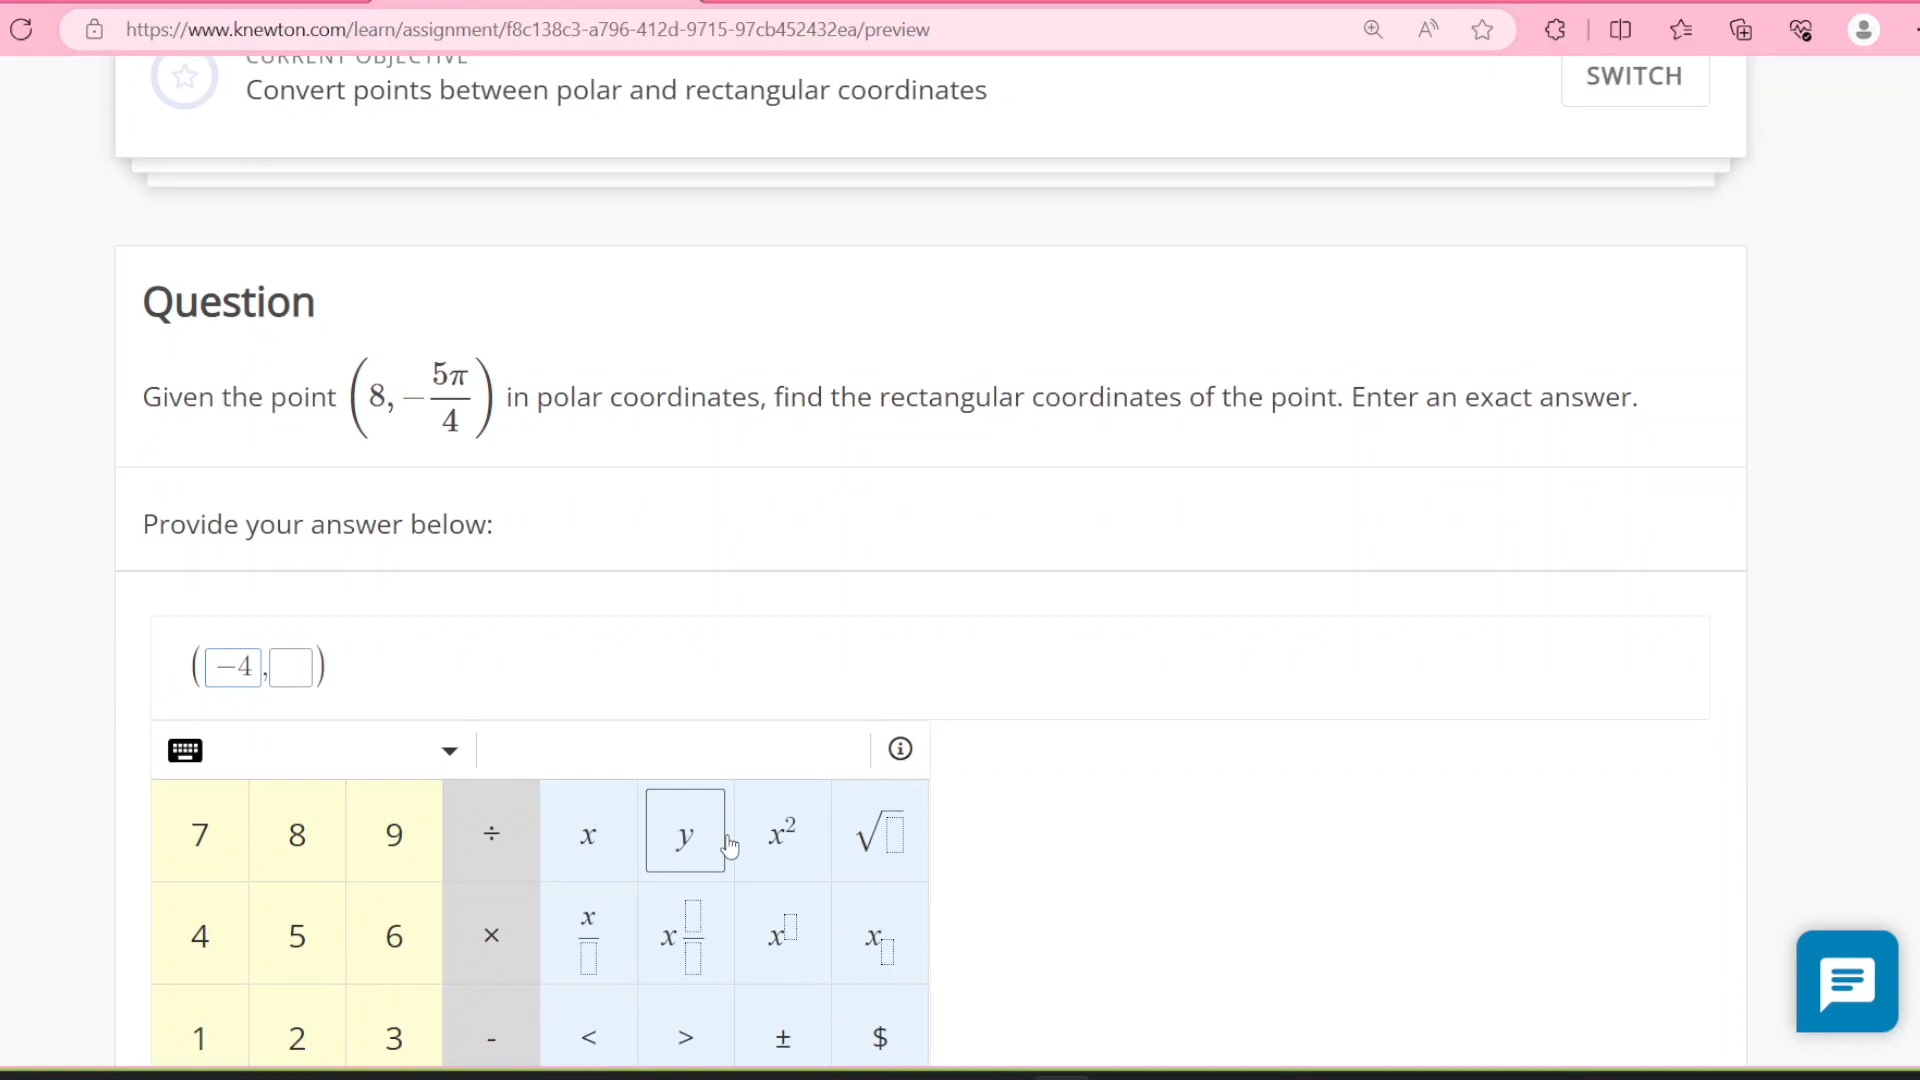 https://www.knewton.com/learn/assignment/f8c138c3-a796-412d-9715-97cb452432ea/preview
CURRENT OBJECTIVE
Convert points between polar and rectangular coordinates
SWITCH
Question
Given the point (8, −5π/4) in polar coordinates, find the rectangular coordinates of the point. Enter an exact answer.
Provide your answer below:
(−4, )
7 8 9 ÷ x y x² √
4 5 6 × x x x x
1 2 3 - < > ± $